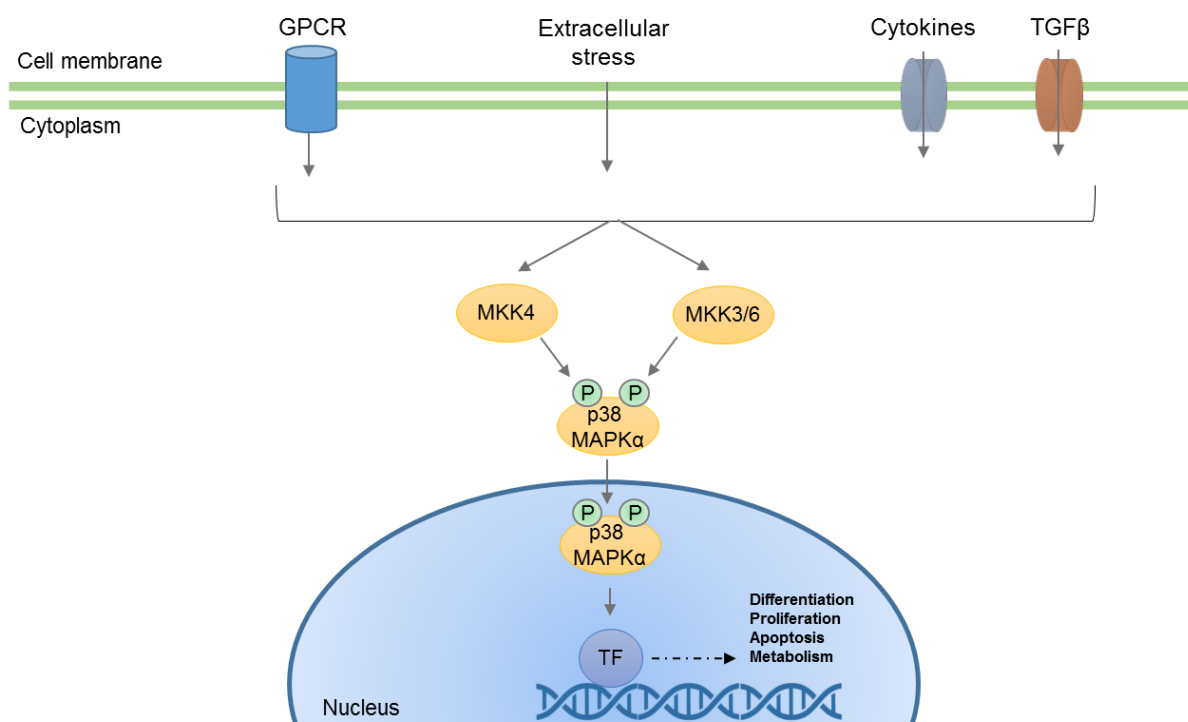 GPCR
Extracellular
stress
Cytokines
TGFβ
Cell membrane
Cytoplasm
MKK4
MKK3/6
P
P
p38
MAPKα
P
P
p38
MAPKα
Differentiation
Proliferation
Apoptosis
Metabolism
TF
Nucleus